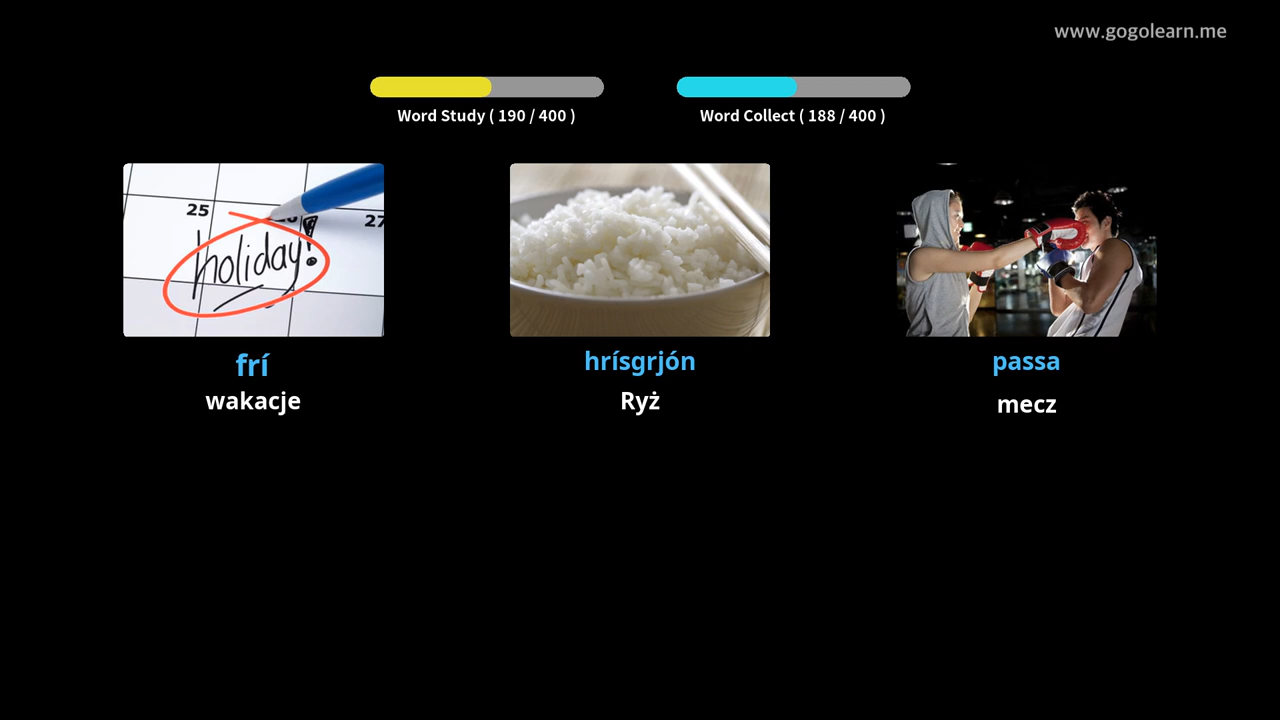 www.gogolearn.me
Word Study ( 190 / 400 )
Word Collect ( 188 / 400 )
25
27
holiday!
frí
wakacje
hrísgrjón
Ryż
passa
mecz